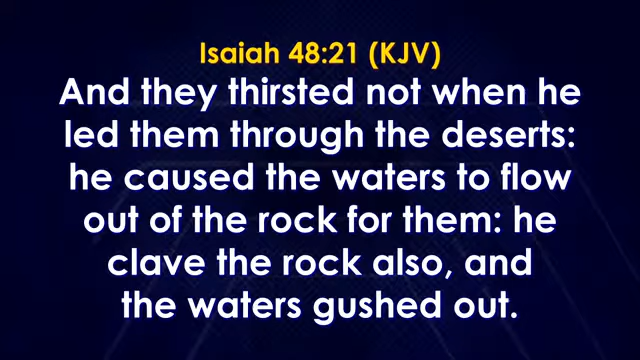 Isaiah 48:21 (KJV)
And they thirsted not when he
led them through the deserts:
he caused the waters to flow
out of the rock for them: he
clave the rock also, and
the waters gushed out.